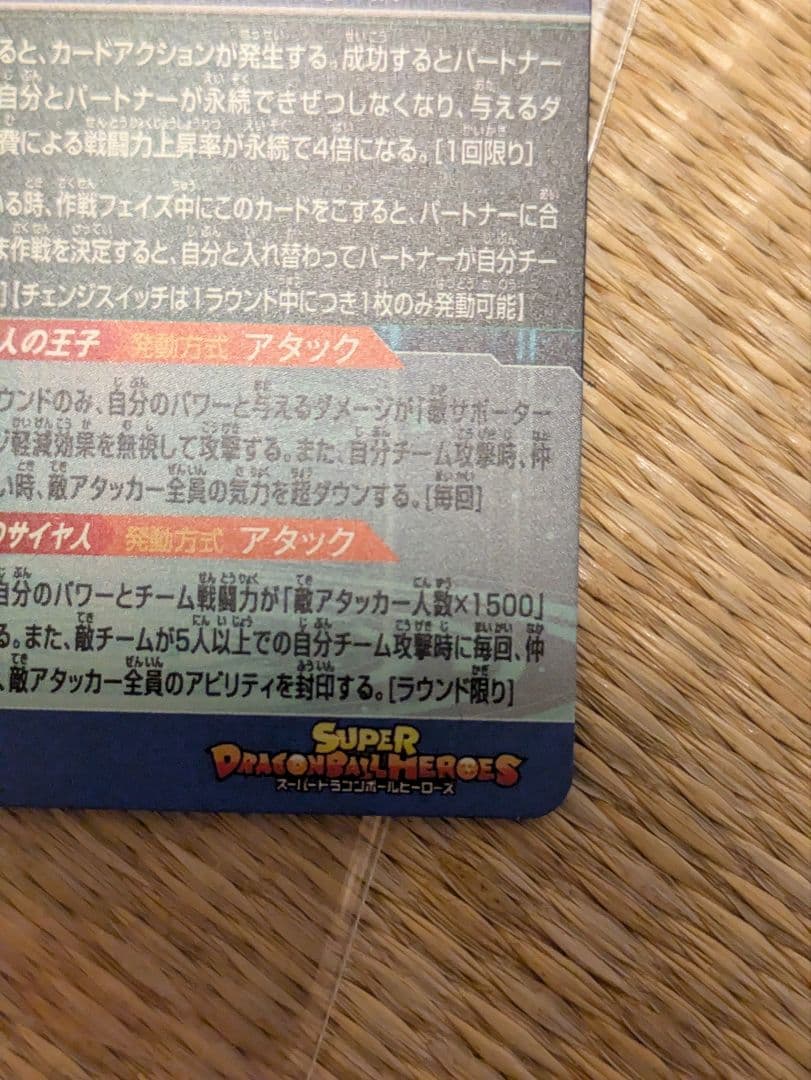 ると、カードアクションが発生する。成功するとパートナー
自分とパートナーが永続できぜつしなくなり、与えるダ
費による戦闘力上昇率が永続で4倍になる。[1回限り]
いる時、作戦フェイズ中にこのカードをこすると、パートナーに合
ま作戦を決定すると、自分と入れ替わってパートナーが自分チー
】【チェンジスイッチは1ラウンド中につき1枚のみ発動可能】
人の王子 発動方式 アタック
ウンドのみ、自分のパワーと与えるダメージが「敵サポーター
ジ軽減効果を無視して攻撃する。また、自分チーム攻撃時、仲
い時、敵アタッカー全員の気力を超ダウンする。[毎回]
のサイヤ人 発動方式 アタック
自分のパワーとチーム戦闘力が「敵アタッカー人数×1500」
る。また、敵チームが5人以上での自分チーム攻撃時に毎回、仲
、敵アタッカー全員のアビリティを封印する。[ラウンド限り]
SUPER
DRAGONBALL HEROES
スーパードラゴンボールヒーローズ